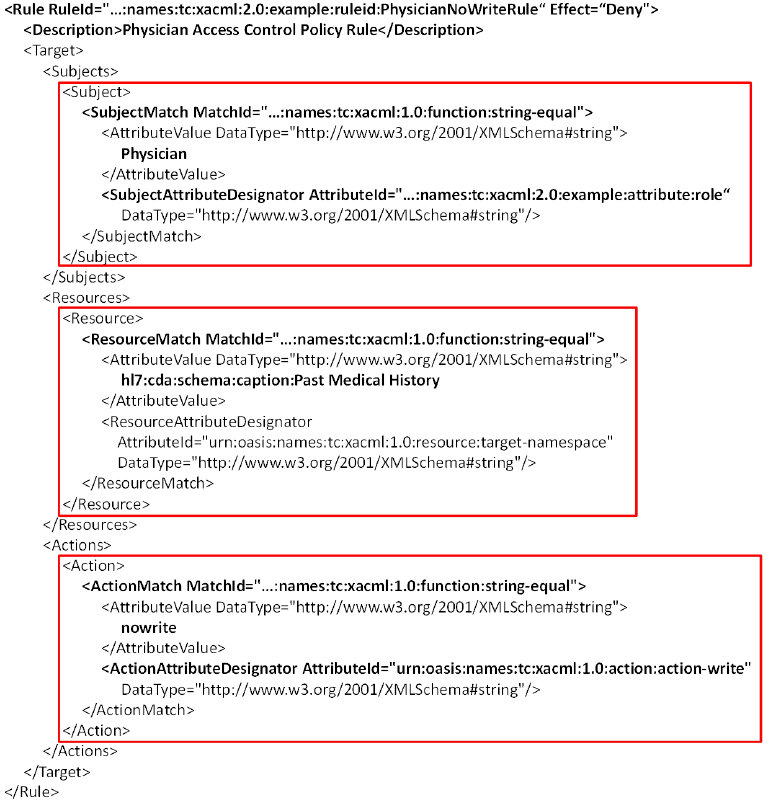 <Rule RuleId="...:names:tc:xacml:2.0:example:ruleid:PhysicianNoWriteRule“ Effect=“Deny">
<Description>Physician Access Control Policy Rule</Description>
<Target>
<Subjects>
<Subject>
<SubjectMatch MatchId="...:names:tc:xacml:1.0:function:string-equal">
<AttributeValue DataType="http://www.w3.org/2001/XMLSchema#string">
Physician
</AttributeValue>
<SubjectAttributeDesignator AttributeId="...:names:tc:xacml:2.0:example:attribute:role“
DataType="http://www.w3.org/2001/XMLSchema#string"/>
</SubjectMatch>
</Subject>
</Subjects>
<Resources>
<Resource>
<ResourceMatch MatchId="...:names:tc:xacml:1.0:function:string-equal">
<AttributeValue DataType="http://www.w3.org/2001/XMLSchema#string">
hl7:cda:schema:caption:Past Medical History
</AttributeValue>
<ResourceAttributeDesignator
AttributeId="urn:oasis:names:tc:xacml:1.0:resource:target-namespace"
DataType="http://www.w3.org/2001/XMLSchema#string"/>
</ResourceMatch>
</Resource>
</Resources>
<Actions>
<Action>
<ActionMatch MatchId="...:names:tc:xacml:1.0:function:string-equal">
<AttributeValue DataType="http://www.w3.org/2001/XMLSchema#string">
nowrite
</AttributeValue>
<ActionAttributeDesignator AttributeId="urn:oasis:names:tc:xacml:1.0:action:action-write"
DataType="http://www.w3.org/2001/XMLSchema#string"/>
</ActionMatch>
</Action>
</Actions>
</Target>
</Rule>